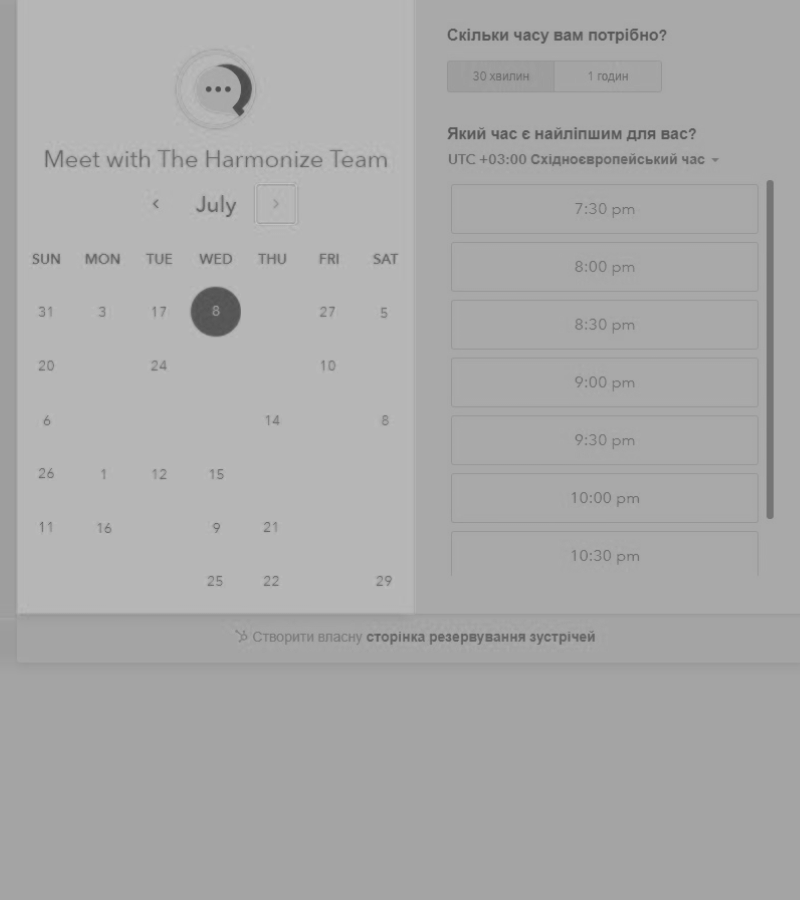 Meet with The Harmonize Team
July
SUN MON TUE WED THU FRI SAT
31 3 17 8 27 5
20 24 10
6 14 8
26 1 12 15
11 16 9 21
25 22 29
Скільки часу вам потрібно?
30 хвилин 1 годин
Який час є найліпшим для вас?
UTC +03:00 Східноєвропейський час
7:30 pm
8:00 pm
8:30 pm
9:00 pm
9:30 pm
10:00 pm
10:30 pm
Створити власну сторінка резервування зустрічей